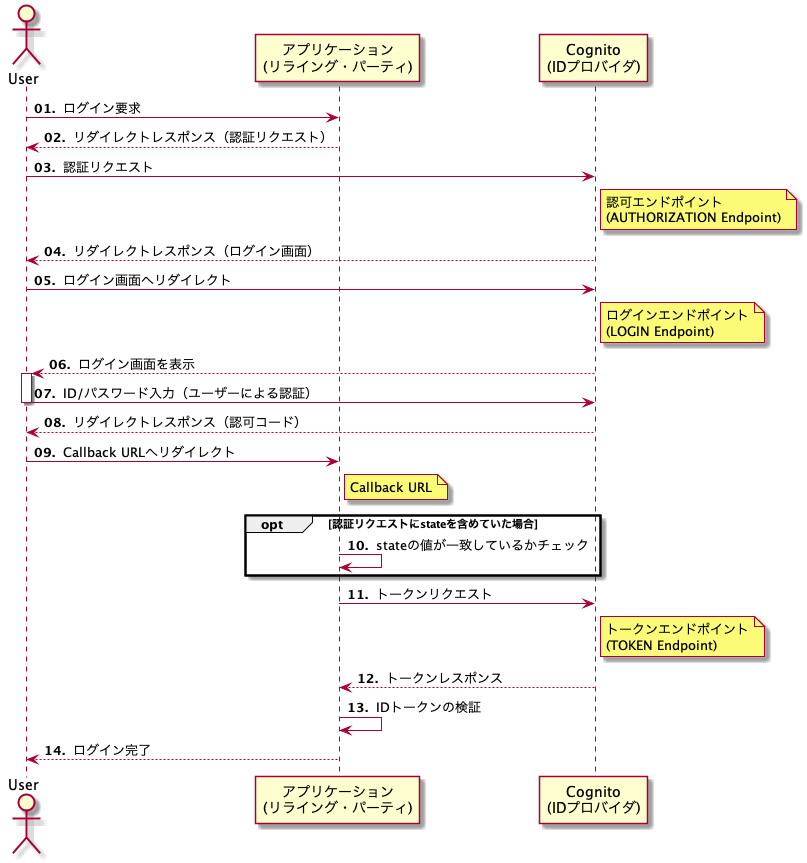 User
アプリケーション
(リライング・パーティ)
Cognito
(IDプロバイダ)
01. ログイン要求
02. リダイレクトレスポンス（認証リクエスト）
03. 認証リクエスト
認可エンドポイント
(AUTHORIZATION Endpoint)
04. リダイレクトレスポンス（ログイン画面）
05. ログイン画面へリダイレクト
ログインエンドポイント
(LOGIN Endpoint)
06. ログイン画面を表示
07. ID/パスワード入力（ユーザーによる認証）
08. リダイレクトレスポンス（認可コード）
09. Callback URLへリダイレクト
Callback URL
opt [認証リクエストにstateを含めていた場合]
10. stateの値が一致しているかチェック
11. トークンリクエスト
トークンエンドポイント
(TOKEN Endpoint)
12. トークンレスポンス
13. IDトークンの検証
14. ログイン完了
User
アプリケーション
(リライング・パーティ)
Cognito
(IDプロバイダ)